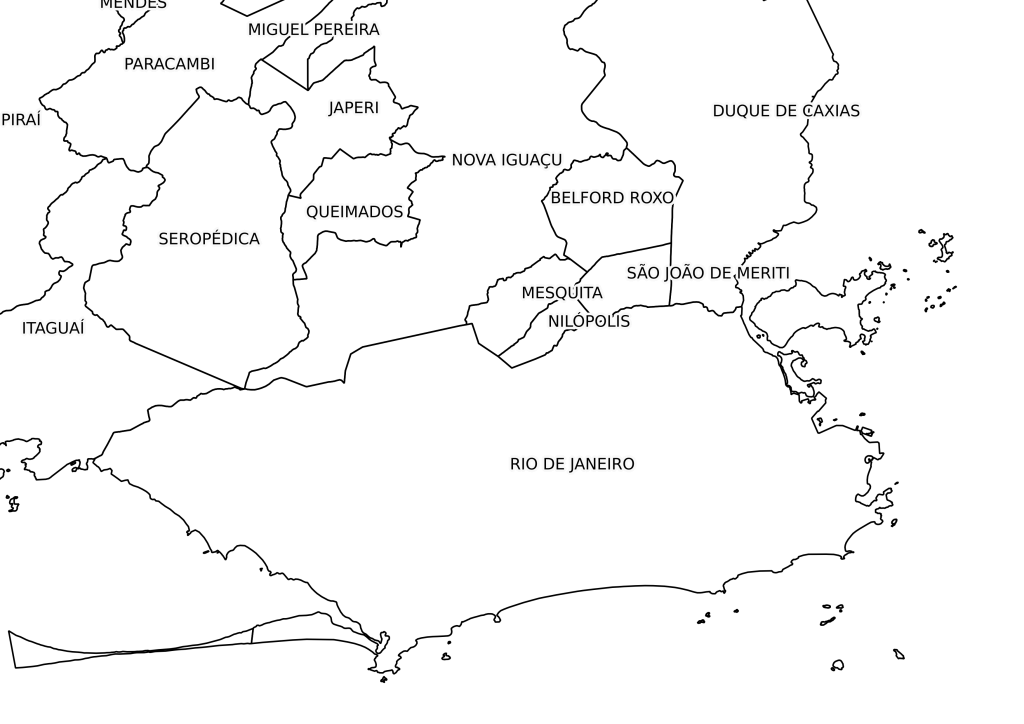 MENDES
MIGUEL PEREIRA
PARACAMBI
JAPERI
DUQUE DE CAXIAS
PIRAÍ
NOVA IGUAÇU
BELFORD ROXO
QUEIMADOS
SEROPÉDICA
SÃO JOÃO DE MERITI
MESQUITA
NILÓPOLIS
ITAGUAÍ
RIO DE JANEIRO